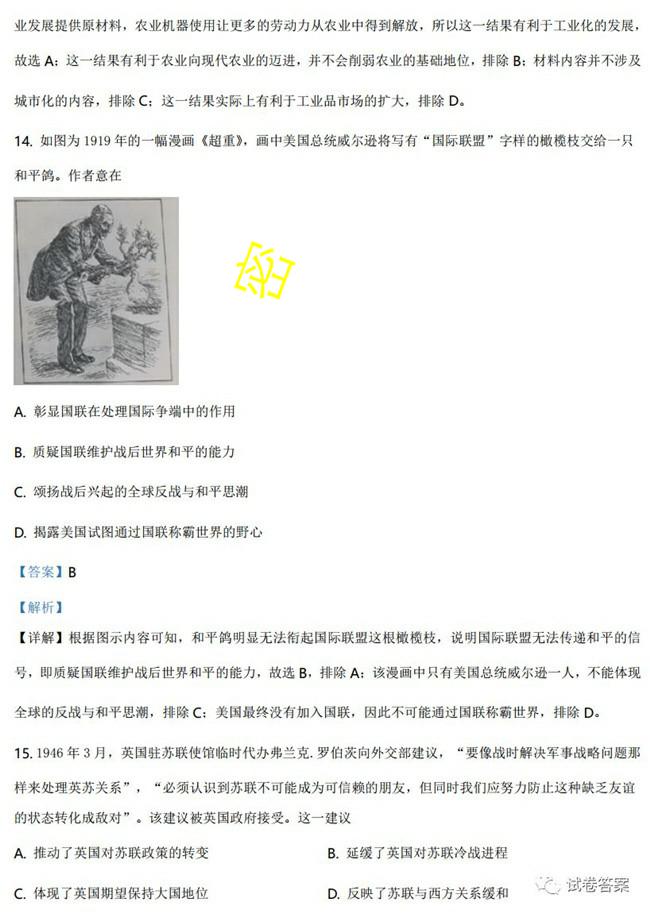 业发展提供原材料，农业机器使用让更多的劳动力从农业中得到解放，所以这一结果有利于工业化的发展，
故选 A；这一结果有利于农业向现代农业的迈进，并不会削弱农业的基础地位，排除 B；材料内容并不涉及
城市化的内容，排除 C；这一结果实际上有利于工业品市场的扩大，排除 D。
14. 如图为 1919 年的一幅漫画《超重》，画中美国总统威尔逊将写有“国际联盟”字样的橄榄枝交给一只
和平鸽。作者意在
A. 彰显国联在处理国际争端中的作用
B. 质疑国联维护战后世界和平的能力
C. 颂扬战后兴起的全球反战与和平思潮
D. 揭露美国试图通过国联称霸世界的野心
【答案】B
【解析】
【详解】根据图示内容可知，和平鸽明显无法衔起国际联盟这根橄榄枝，说明国际联盟无法传递和平的信
号，即质疑国联维护战后世界和平的能力，故选 B，排除 A；该漫画中只有美国总统威尔逊一人，不能体现
全球的反战与和平思潮，排除 C；美国最终没有加入国联，因此不可能通过国联称霸世界，排除 D。
15. 1946 年 3 月，英国驻苏联使馆临时代办弗兰克.罗伯茨向外交部建议，“要像战时解决军事战略问题那
样来处理英苏关系”，“必须认识到苏联不可能成为可信赖的朋友，但同时我们应努力防止这种缺乏友谊
的状态转化成敌对”。该建议被英国政府接受。这一建议
A. 推动了英国对苏联政策的转变 B. 延缓了英国对苏联冷战进程
C. 体现了英国期望保持大国地位 D. 反映了苏联与西方关系缓和
试卷答案